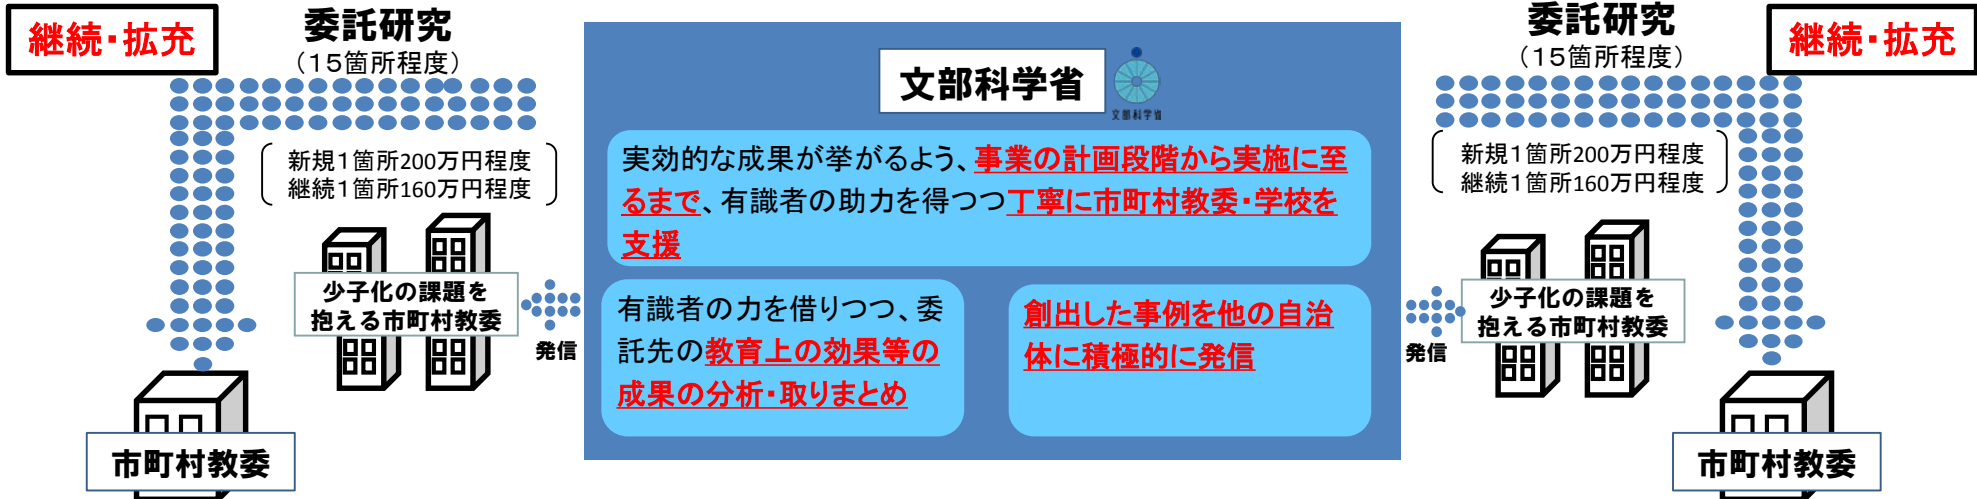 継続・拡充
委託研究
（１５箇所程度）
新規１箇所200万円程度
継続１箇所160万円程度
少子化の課題を
抱える市町村教委
発信
市町村教委
文部科学省
文部科学省
実効的な成果が挙がるよう、事業の計画段階から実施に至
るまで、有識者の助力を得つつ丁寧に市町村教委・学校を
支援
有識者の力を借りつつ、委
託先の教育上の効果等の
成果の分析・取りまとめ
創出した事例を他の自治
体に積極的に発信
委託研究
（１５箇所程度）
継続・拡充
新規１箇所200万円程度
継続１箇所160万円程度
少子化の課題を
抱える市町村教委
発信
市町村教委